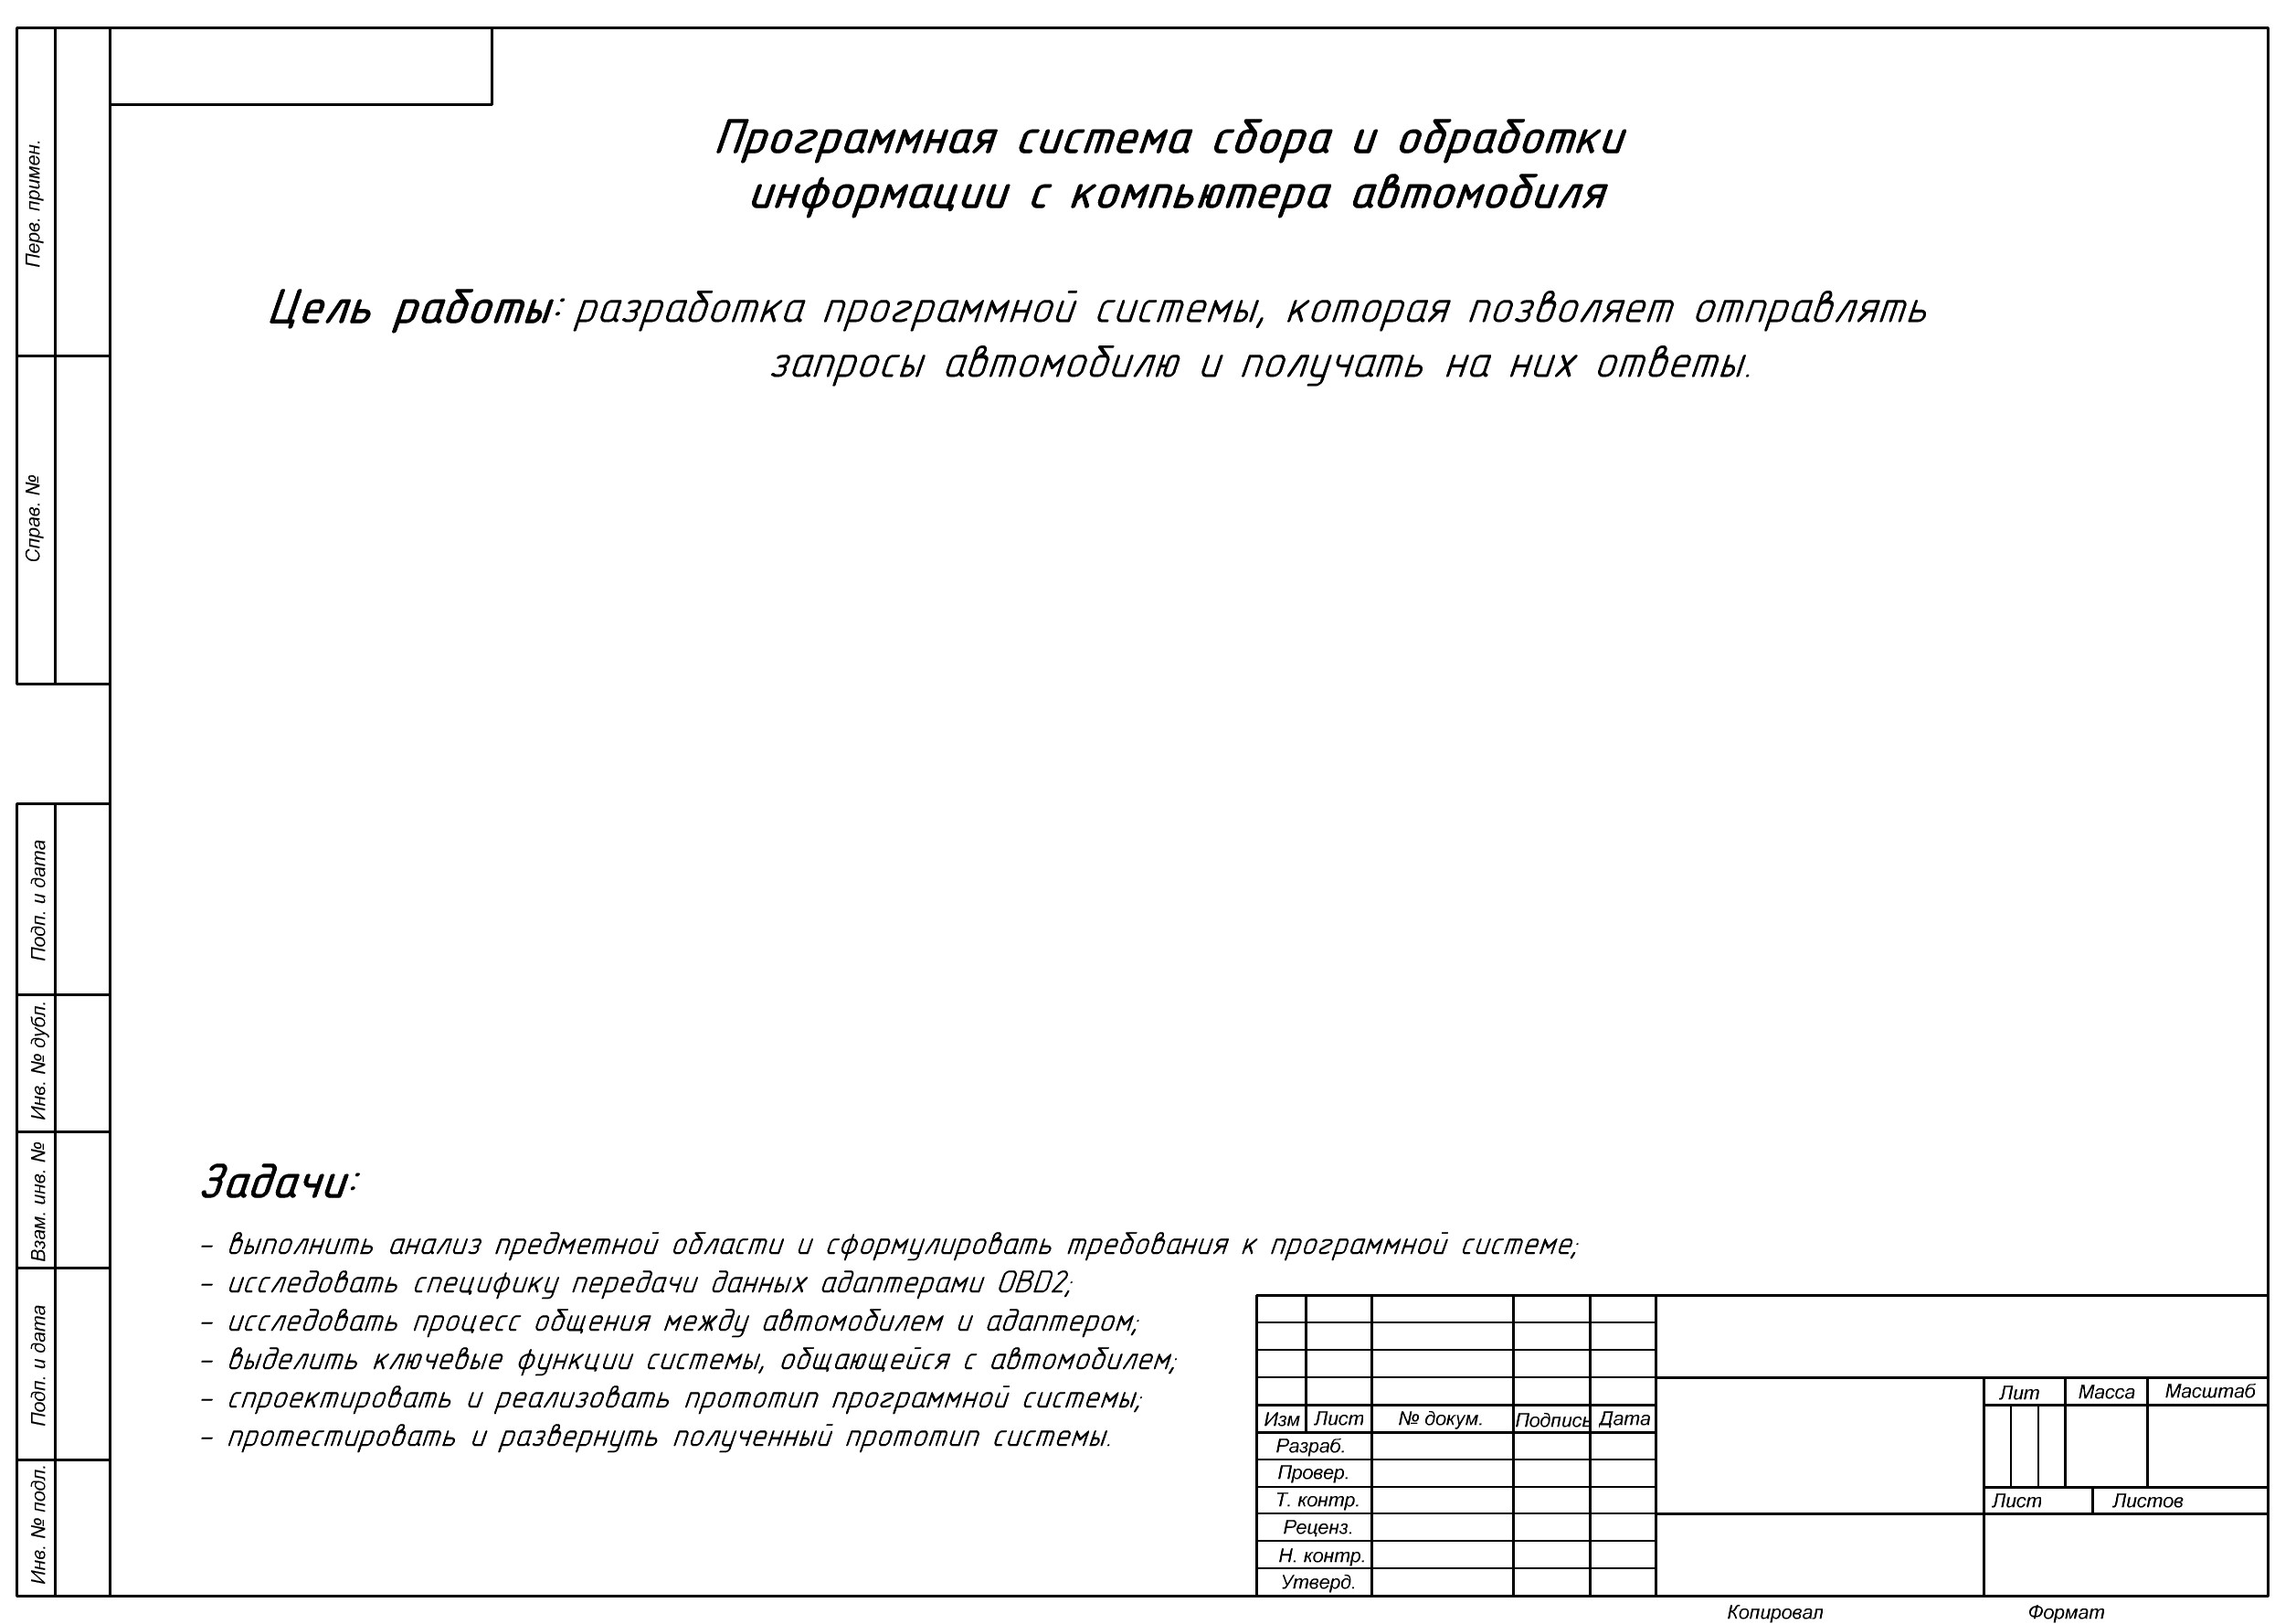 Программная система сбора и обработки
информации с компьютера автомобиля
Цель работы: разработка программной системы, которая позволяет отправлять
запросы автомобилю и получать на них ответы.
Перв. примен.
Справ. №
Подп. и дата
Инв. № дубл.
Взам. инв. №
Подп. и дата
Инв. № подл.
Задачи:
- выполнить анализ предметной области и сформулировать требования к программной системе;
- исследовать специфику передачи данных адаптерами OBD2;
- исследовать процесс общения между автомобилем и адаптером;
- выделить ключевые функции системы, общающейся с автомобилем;
- спроектировать и реализовать прототип программной системы;
- протестировать и развернуть полученный прототип системы.
Лит Масса Масштаб
Изм Лист № докум. Подпись Дата
Разраб.
Провер.
Т. контр.
Лист Листов
Реценз.
Н. контр.
Утверд.
Копировал Формат